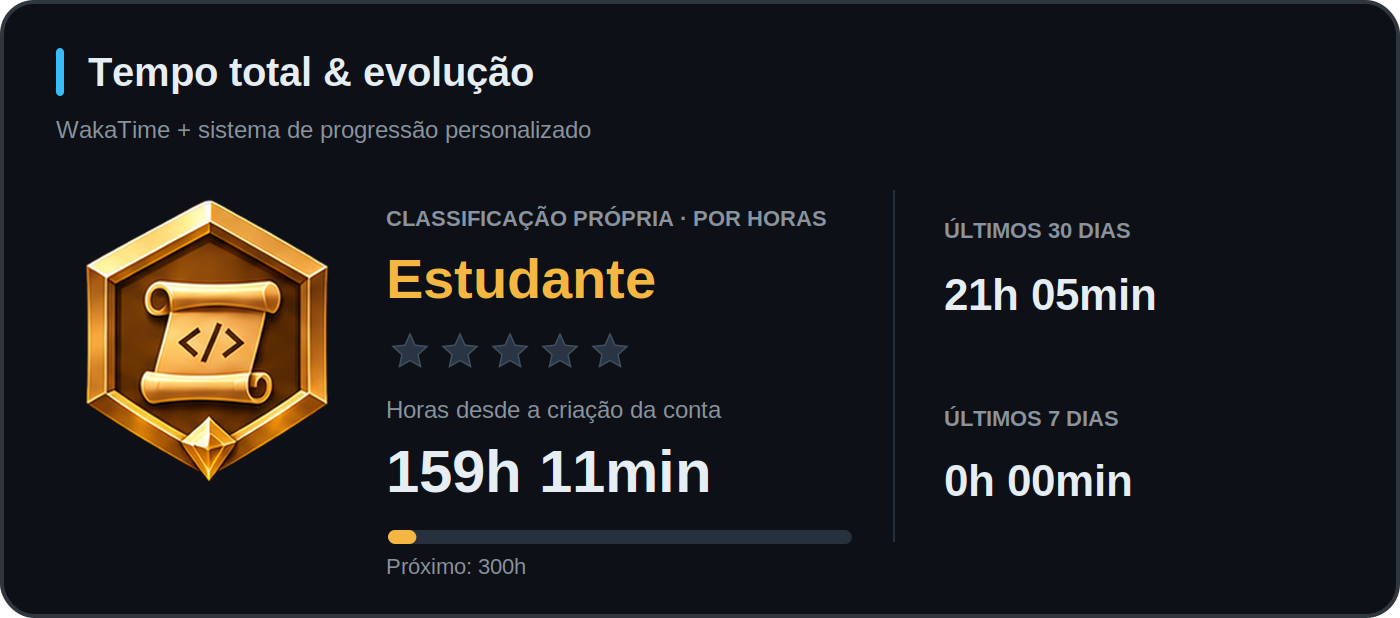 Tempo total & evolução
WakaTime + sistema de progressão personalizado
</>
CLASSIFICAÇÃO PRÓPRIA · POR HORAS
Estudante
Horas desde a criação da conta
159h 11min
Próximo: 300h
ÚLTIMOS 30 DIAS
21h 05min
ÚLTIMOS 7 DIAS
0h 00min